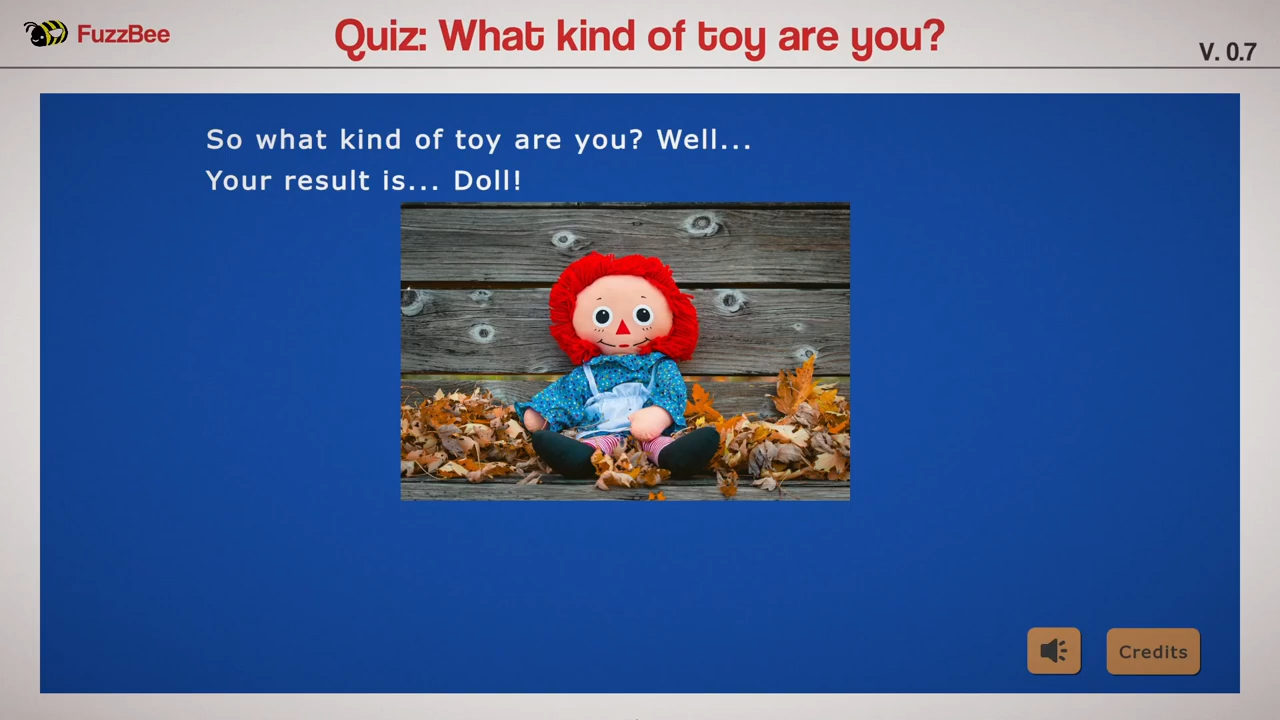 FuzzBee
Quiz: What kind of toy are you?
V. 0.7
So what kind of toy are you? Well...
Your result is... Doll!
Credits